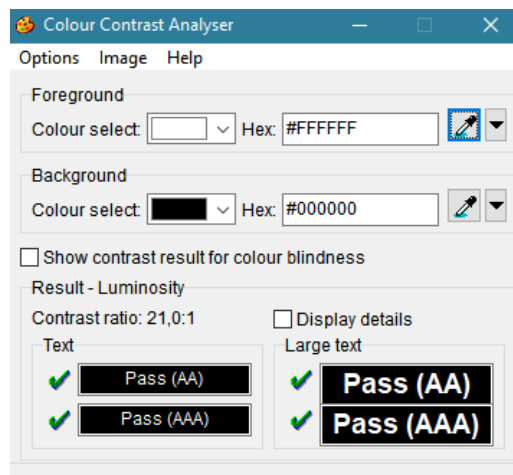 Colour Contrast Analyser
Options Image Help
Foreground
Colour select: Hex: #FFFFFF
Background
Colour select: Hex: #000000
Show contrast result for colour blindness
Result - Luminosity
Contrast ratio: 21,0:1 Display details
Text Large text
Pass (AA) Pass (AA)
Pass (AAA) Pass (AAA)